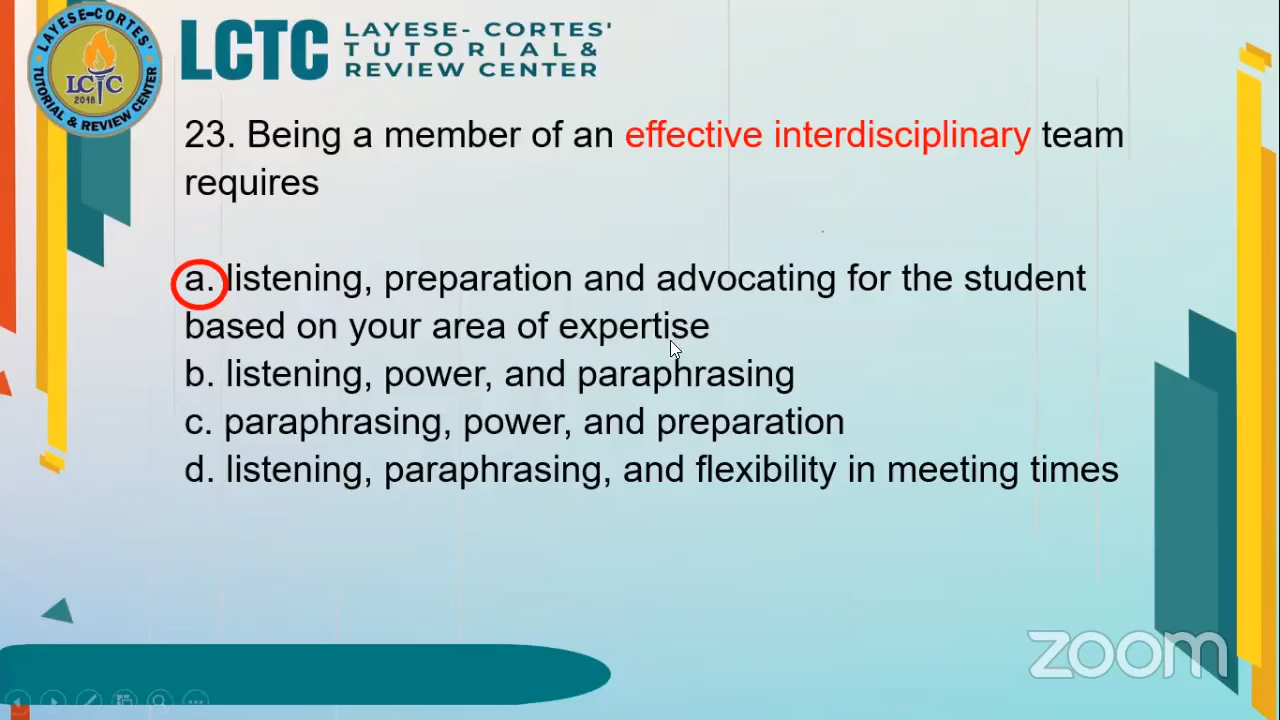 LAYESE-CORTES'
LCTC
2018
TUTORIAL & REVIEW CENTER
LCTC
LAYESE- CORTES'
TUTORIAL &
REVIEW CENTER
23. Being a member of an effective interdisciplinary team
requires
a. listening, preparation and advocating for the student
based on your area of expertise
b. listening, power, and paraphrasing
c. paraphrasing, power, and preparation
d. listening, paraphrasing, and flexibility in meeting times
zoom